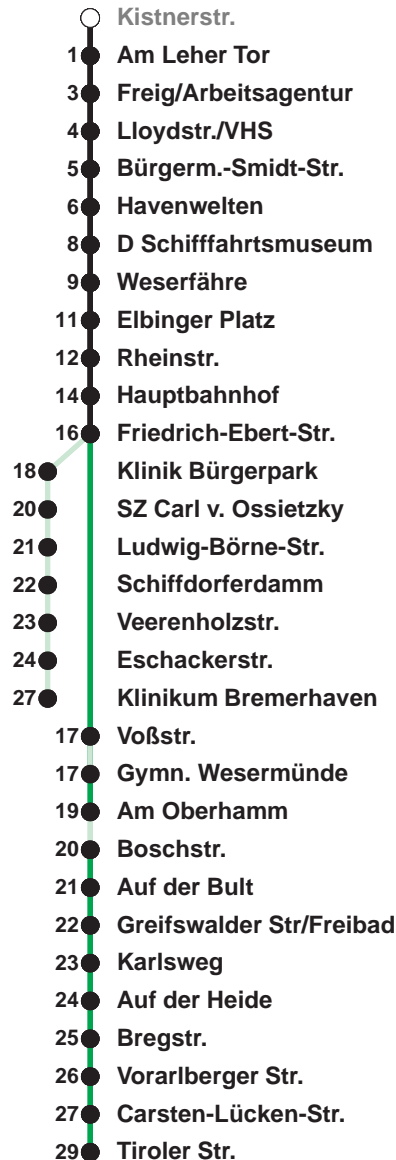 Kistnerstr.
1 Am Leher Tor
3 Freig/Arbeitsagentur
4 Lloydstr./VHS
5 Bürgerm.-Smidt-Str.
6 Havenwelten
8 D Schifffahrtsmuseum
9 Weserfähre
11 Elbinger Platz
12 Rheinstr.
14 Hauptbahnhof
16 Friedrich-Ebert-Str.
18 Klinik Bürgerpark
20 SZ Carl v. Ossietzky
21 Ludwig-Börne-Str.
22 Schiffdorferdamm
23 Veerenholzstr.
24 Eschackerstr.
27 Klinikum Bremerhaven
17 Voßstr.
17 Gymn. Wesermünde
19 Am Oberhamm
20 Boschstr.
21 Auf der Bult
22 Greifswalder Str/Freibad
23 Karlsweg
24 Auf der Heide
25 Bregstr.
26 Vorarlberger Str.
27 Carsten-Lücken-Str.
29 Tiroler Str.